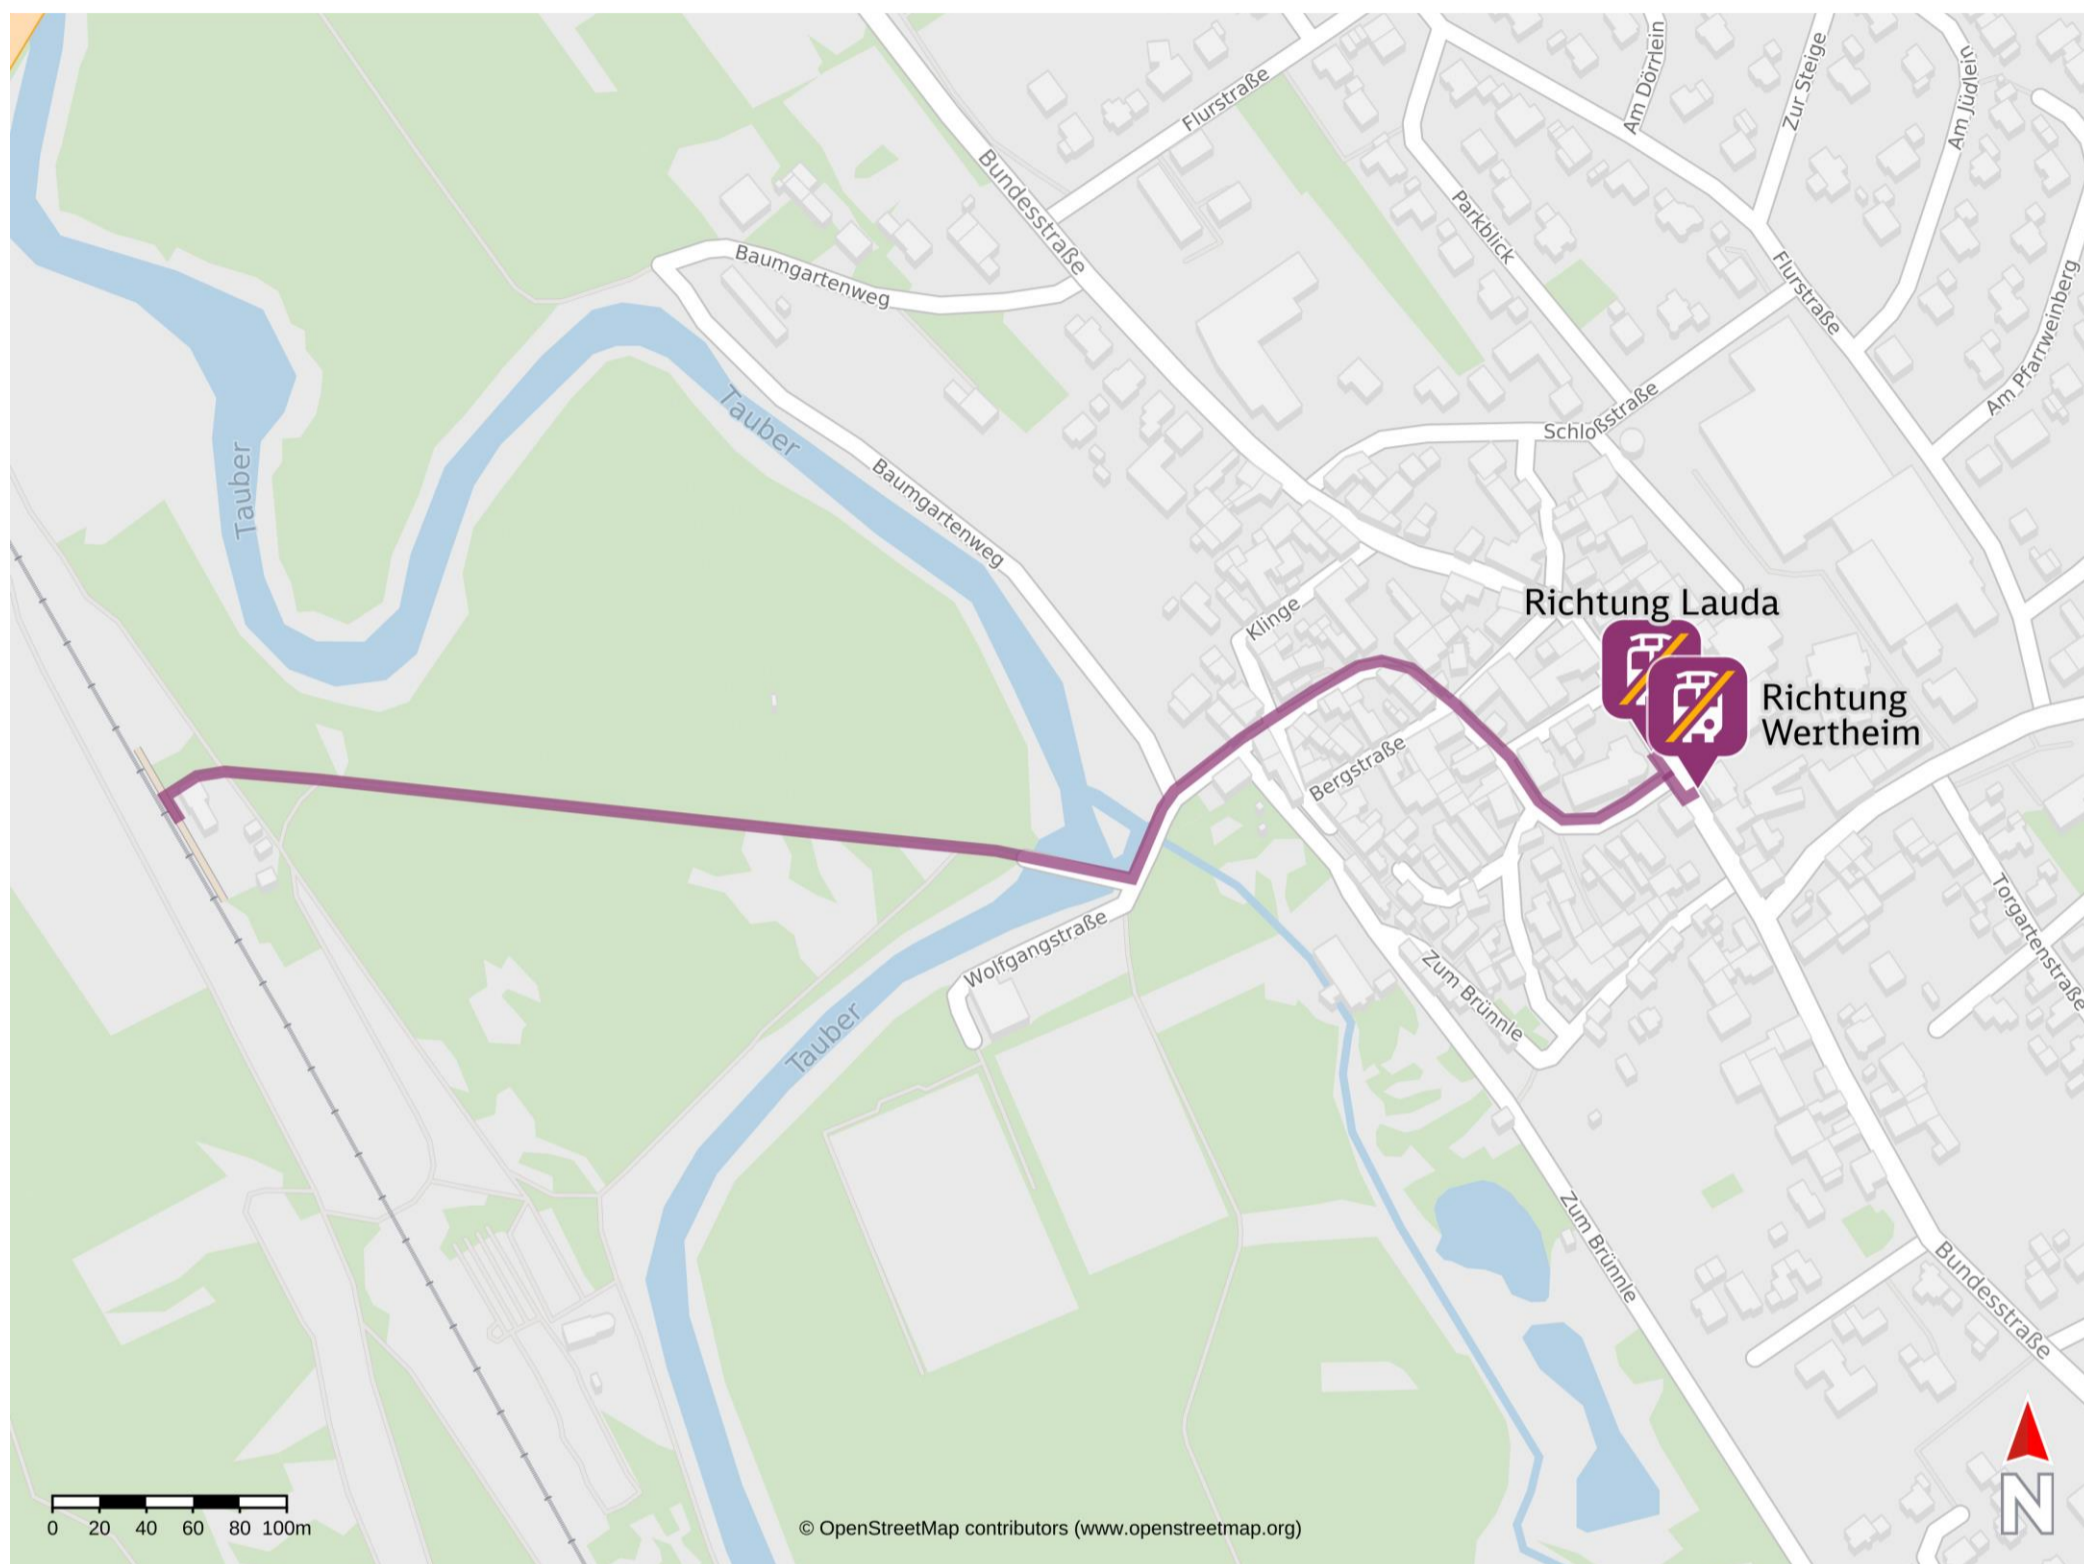 Am Dörrlein
Zur Steige
Am Jüdlein
Flurstraße
Bundesstraße
Parkblick
Baumgartenweg
Flurstraße
Am Pfarrweinberg
Tauber
Schloßstraße
Tauber
Baumgartenweg
Klinge
Richtung Lauda
Richtung
Wertheim
Bergstraße
Wolfgangstraße
Torgartenstraße
Zum Brünnle
Tauber
Zum Brünnle
Bundesstraße
N
0 20 40 60 80 100m
© OpenStreetMap contributors (www.openstreetmap.org)